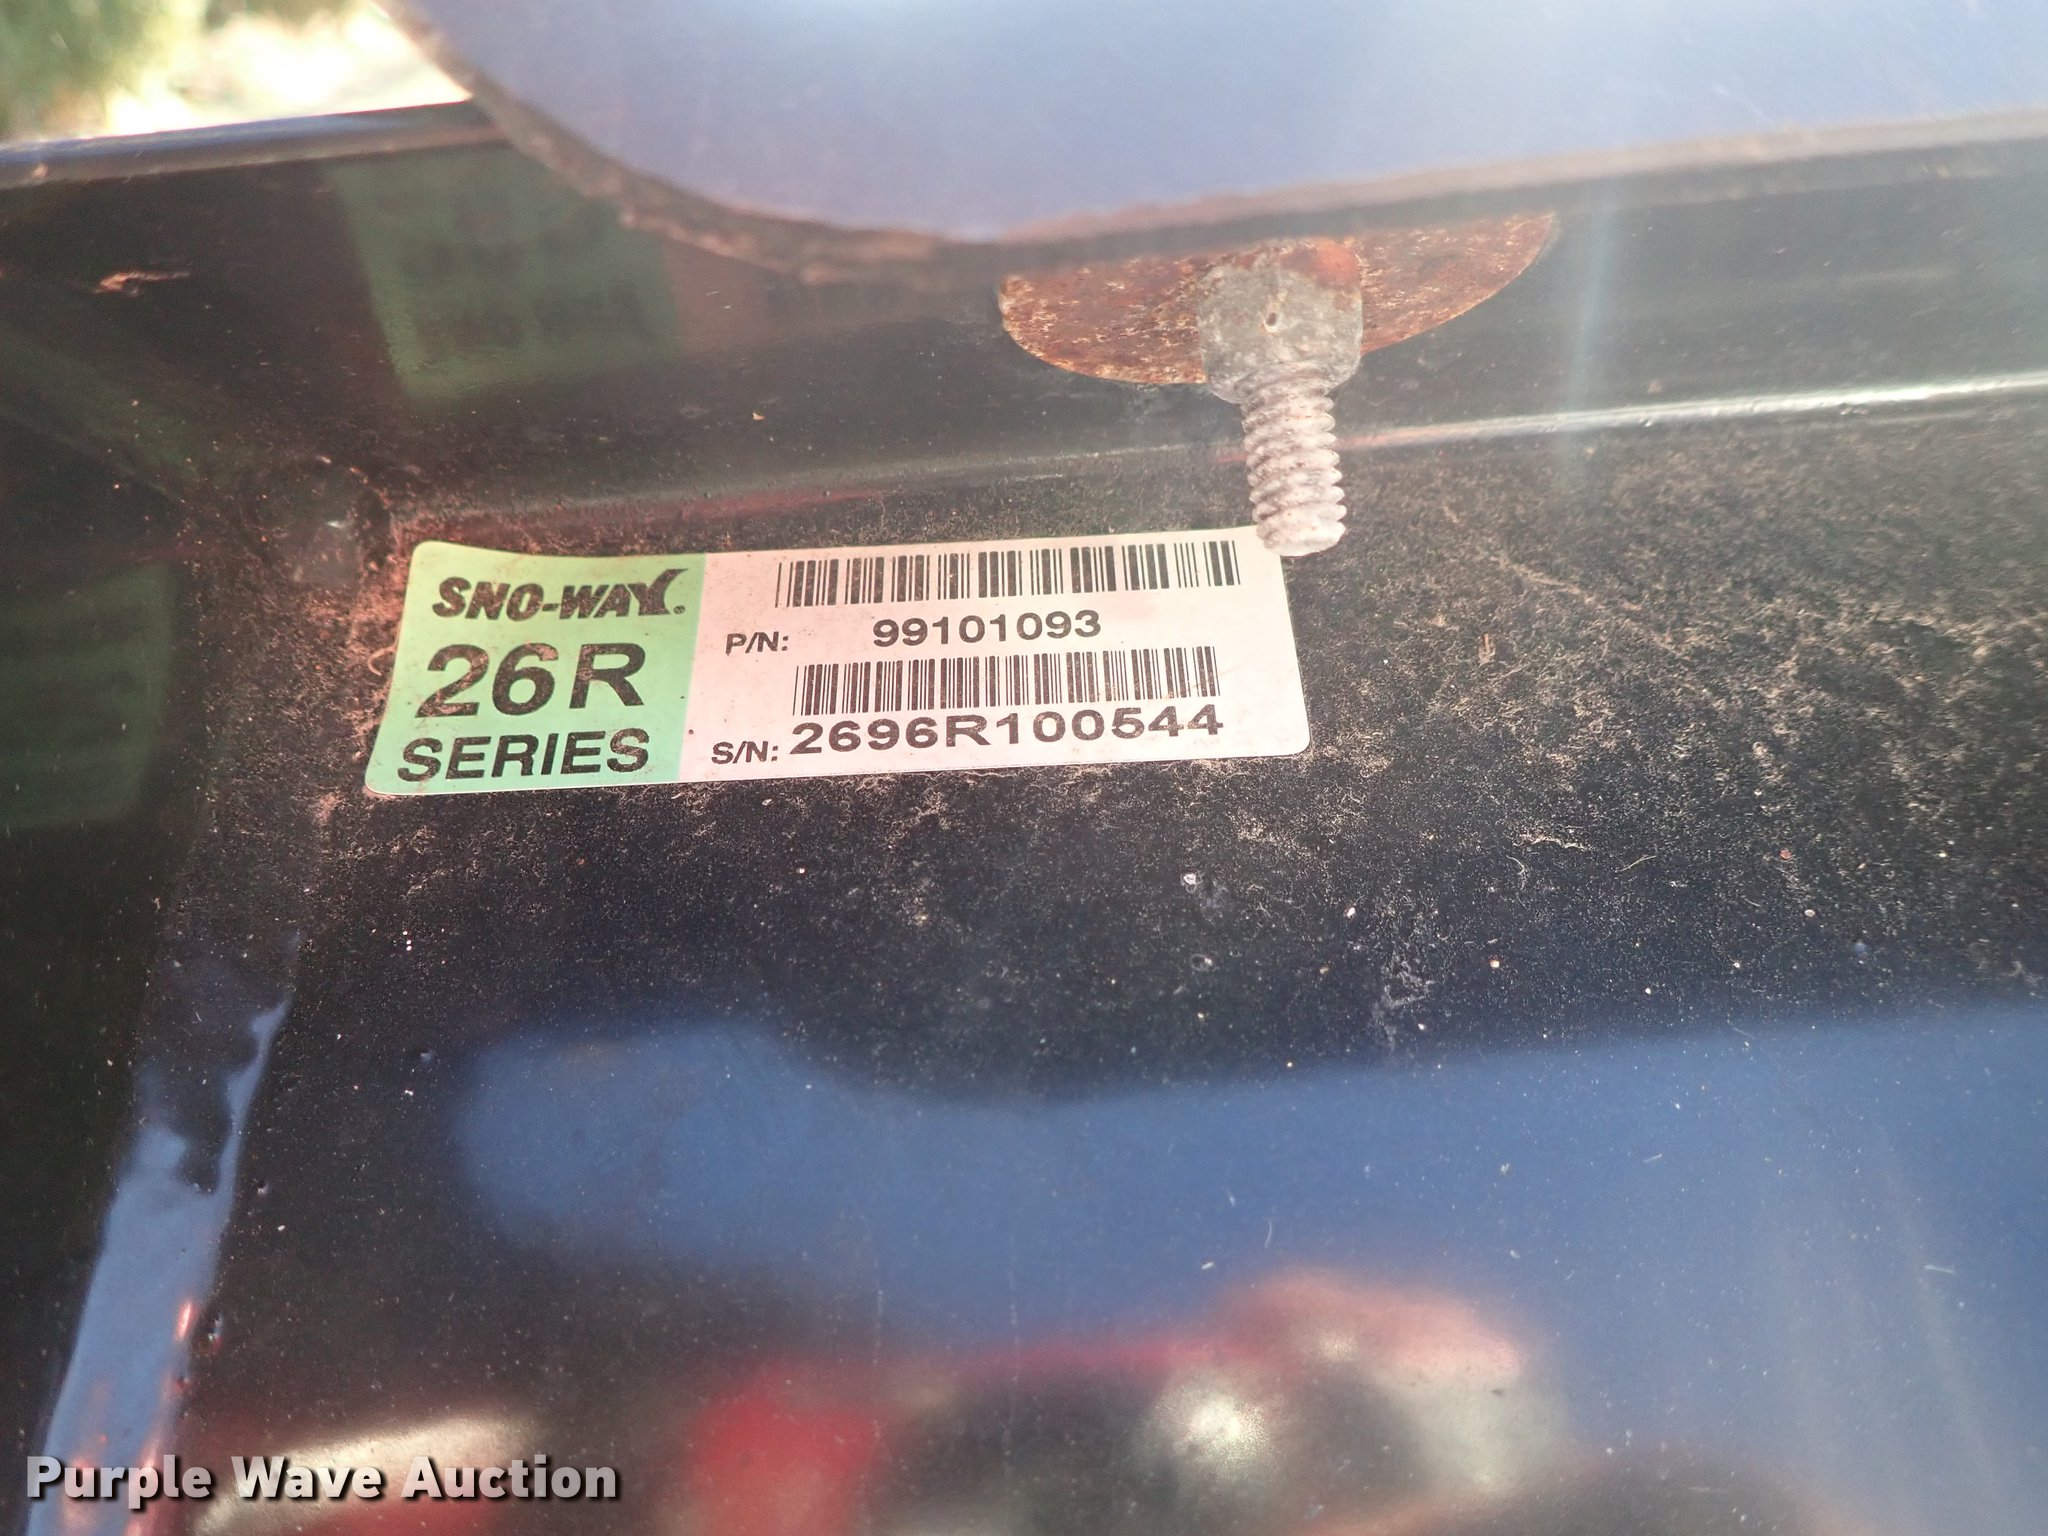 SNO-WAY®
26R
SERIES
P/N: 99101093
S/N: 2696R100544
Purple Wave Auction